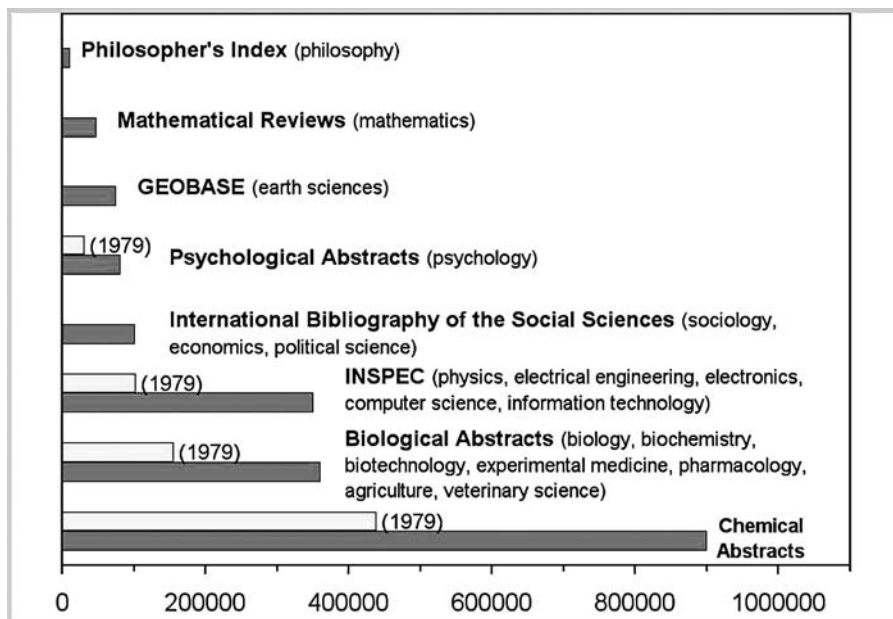 Philosopher's Index (philosophy)
Mathematical Reviews (mathematics)
GEOBASE (earth sciences)
(1979)
Psychological Abstracts (psychology)
International Bibliography of the Social Sciences (sociology,
economics, political science)
(1979)
INSPEC (physics, electrical engineering, electronics,
computer science, information technology)
(1979)
Biological Abstracts (biology, biochemistry,
biotechnology, experimental medicine, pharmacology,
agriculture, veterinary science)
(1979)
Chemical
Abstracts
0 200000 400000 600000 800000 1000000